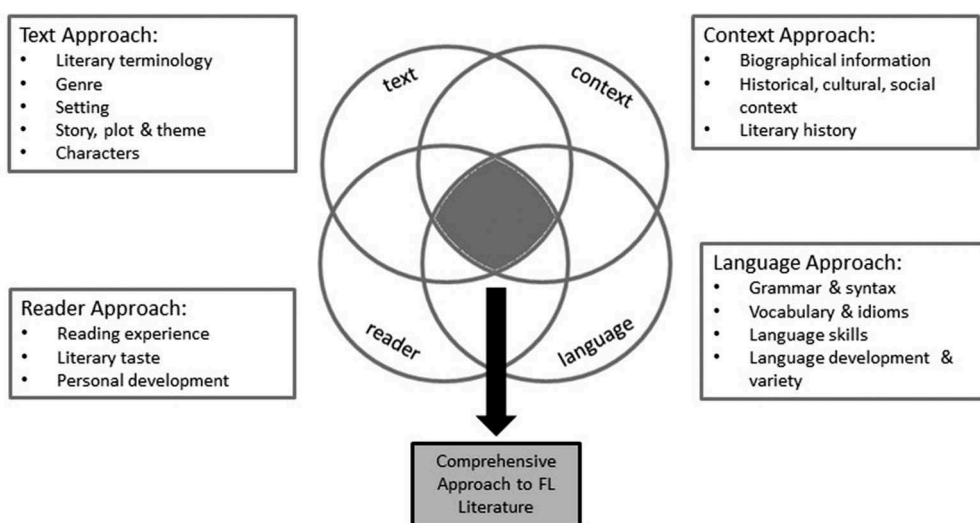 Text Approach:
• Literary terminology
• Genre
• Setting
• Story, plot & theme
• Characters
text
context
Context Approach:
• Biographical information
• Historical, cultural, social
context
• Literary history
Reader Approach:
• Reading experience
• Literary taste
• Personal development
reader
language
Language Approach:
• Grammar & syntax
• Vocabulary & idioms
• Language skills
• Language development &
variety
Comprehensive
Approach to FL
Literature